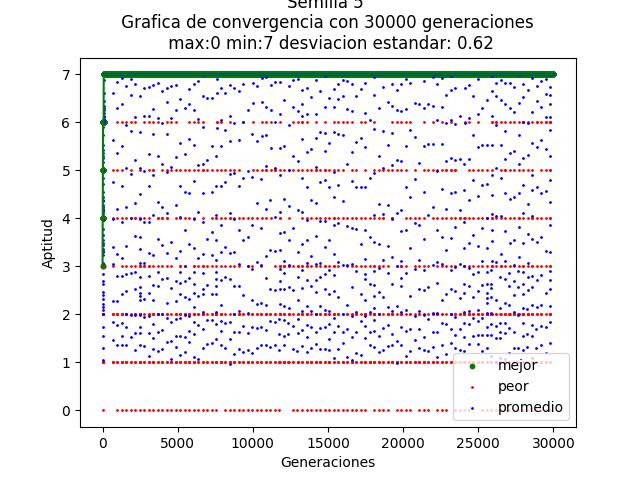 Semilla 5
Grafica de convergencia con 30000 generaciones
max:0 min:7 desviacion estandar: 0.62
7
6
5
4
3
2
1
0
Aptitud
mejor
peor
promedio
0 5000 10000 15000 20000 25000 30000
Generaciones